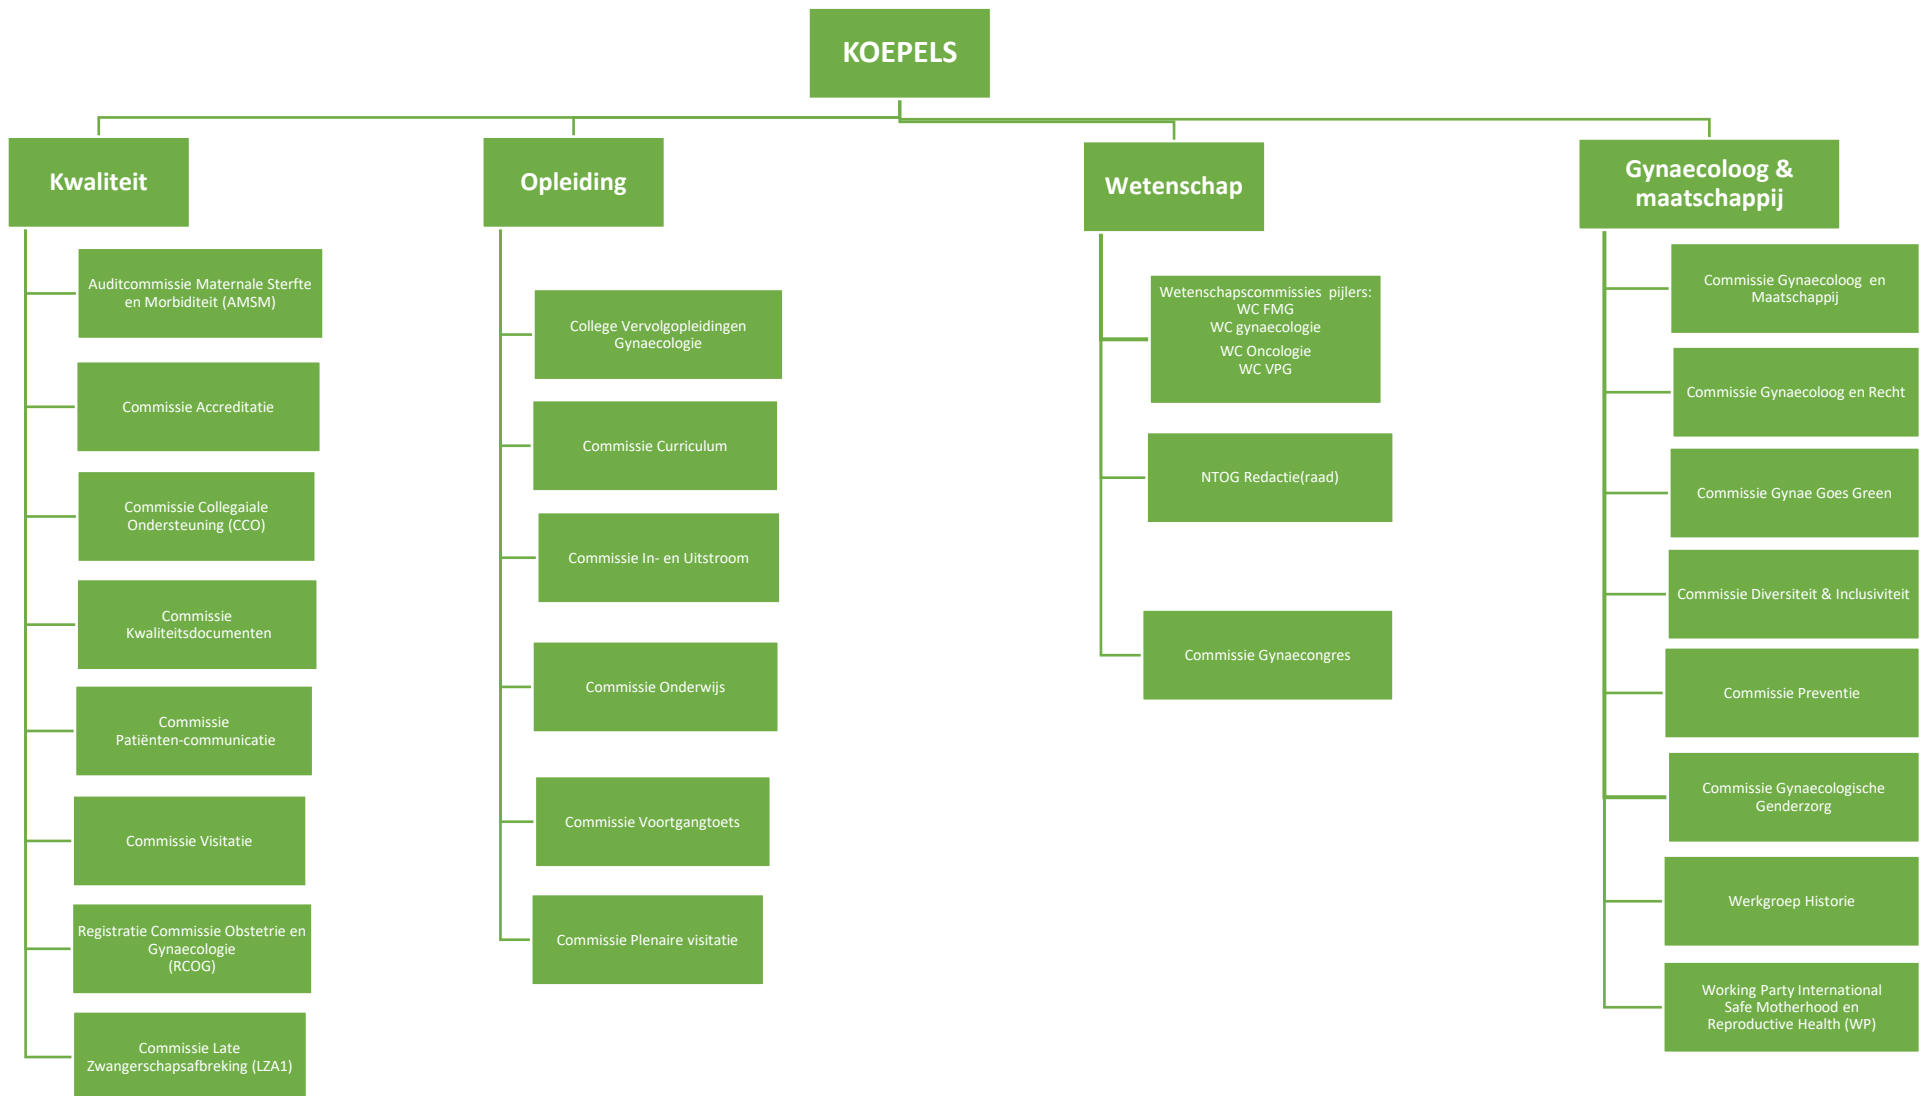 KOEPELS
Kwaliteit
Auditcommissie Maternale Sterfte
en Morbiditeit (AMSM)
Commissie Accreditatie
Commissie Collegaiale
Ondersteuning (CCO)
Commissie
Kwaliteitsdocumenten
Commissie
Patiënten-communicatie
Commissie Visitatie
Registratie Commissie Obstetrie en
Gynaecologie
(RCOG)
Commissie Late
Zwangerschapsafbreking (LZA1)
Opleiding
College Vervolgopleidingen
Gynaecologie
Commissie Curriculum
Commissie In- en Uitstroom
Commissie Onderwijs
Commissie Voortgangtoets
Commissie Plenaire visitatie
Wetenschap
Wetenschapscommissies pijlers:
WC FMG
WC gynaecologie
WC Oncologie
WC VPG
NTOG Redactie(raad)
Commissie Gynaecongres
Gynaecoloog &
maatschappij
Commissie Gynaecoloog en
Maatschappij
Commissie Gynaecoloog en Recht
Commissie Gynae Goes Green
Commissie Diversiteit & Inclusiviteit
Commissie Preventie
Commissie Gynaecologische
Genderzorg
Werkgroep Historie
Working Party International
Safe Motherhood en
Reproductive Health (WP)